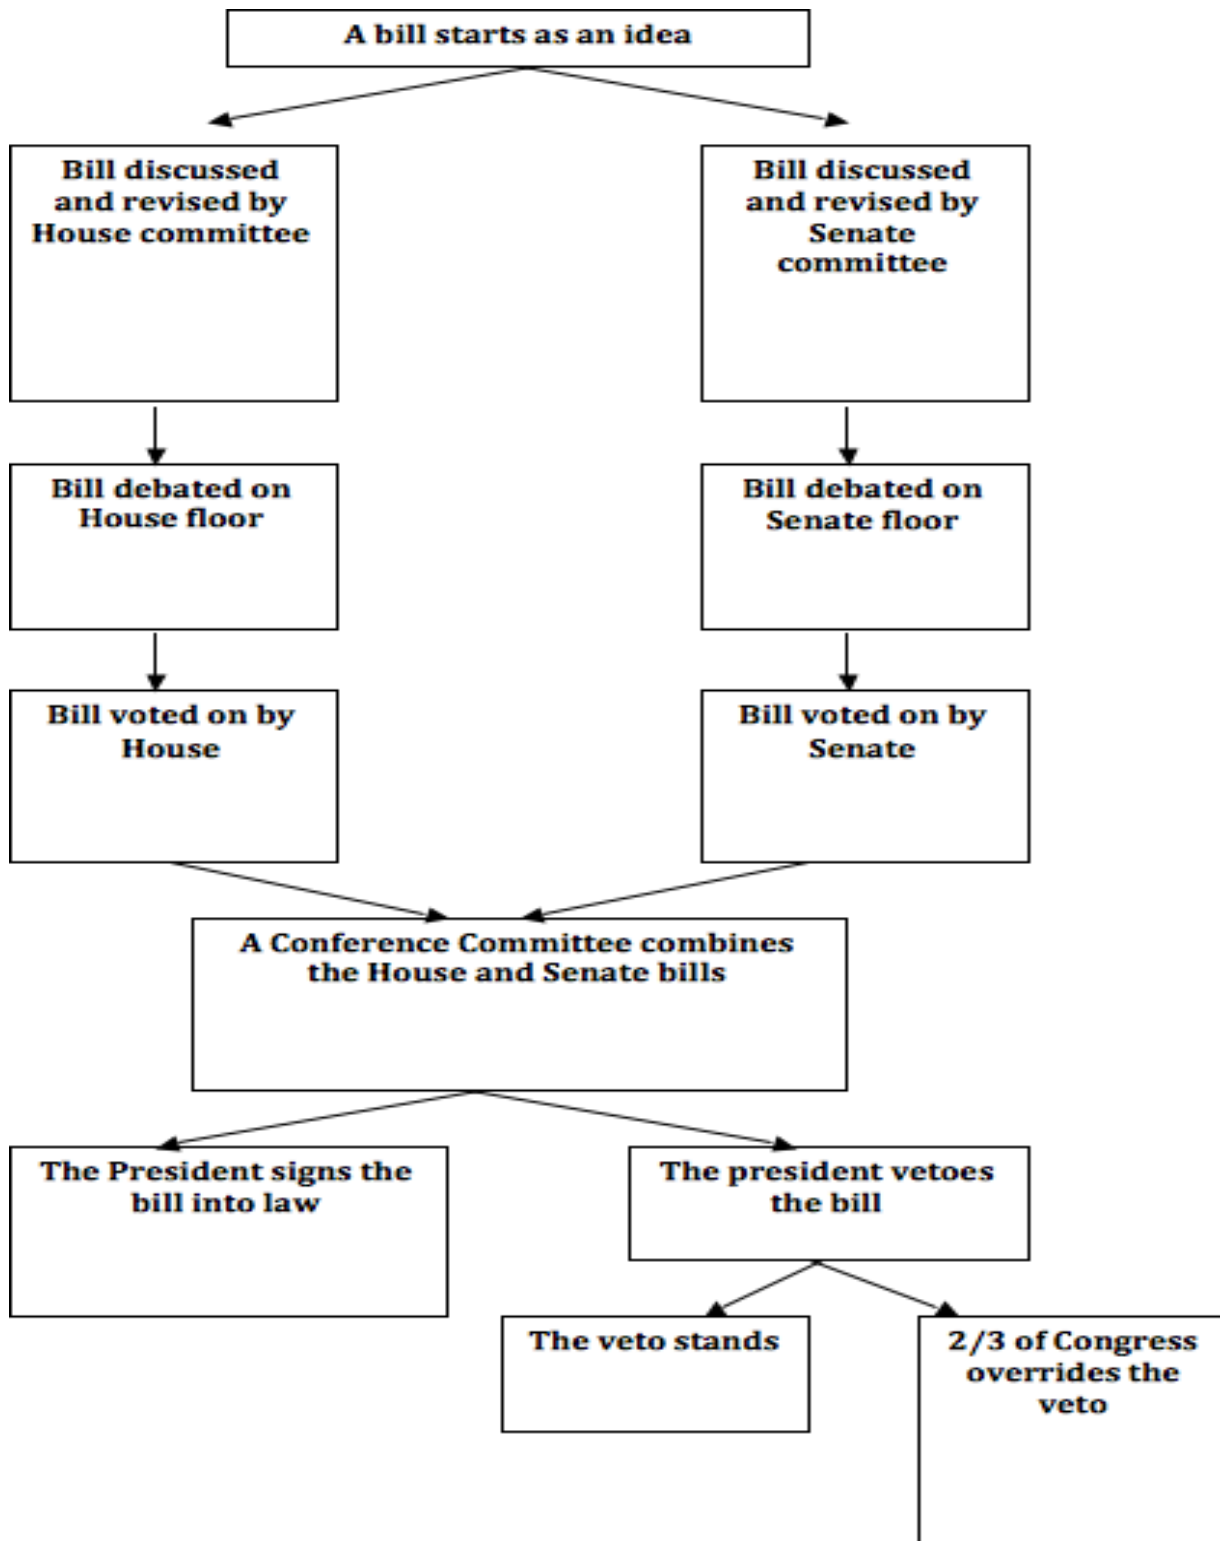 A bill starts as an idea
Bill discussed
and revised by
House committee
Bill discussed
and revised by
Senate
committee
Bill debated on
House floor
Bill debated on
Senate floor
Bill voted on by
House
Bill voted on by
Senate
A Conference Committee combines
the House and Senate bills
The President signs the
bill into law
The president vetoes
the bill
The veto stands
2/3 of Congress
overrides the
veto